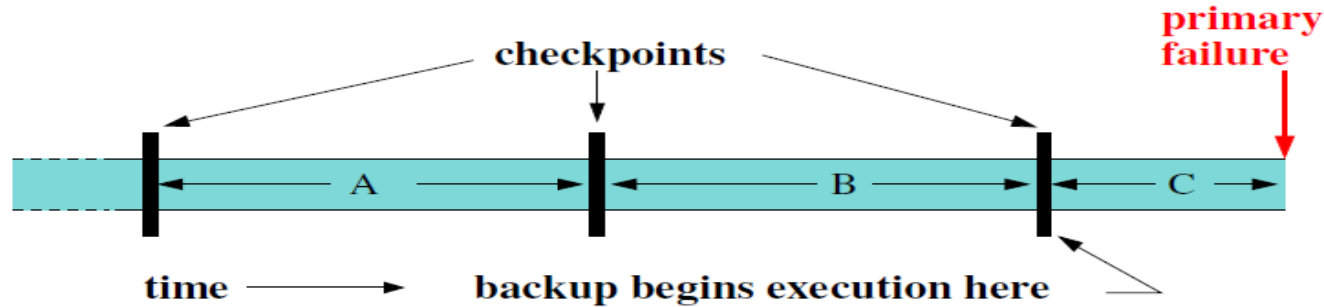 primary
failure
checkpoints
A
B
C
time
backup begins execution here